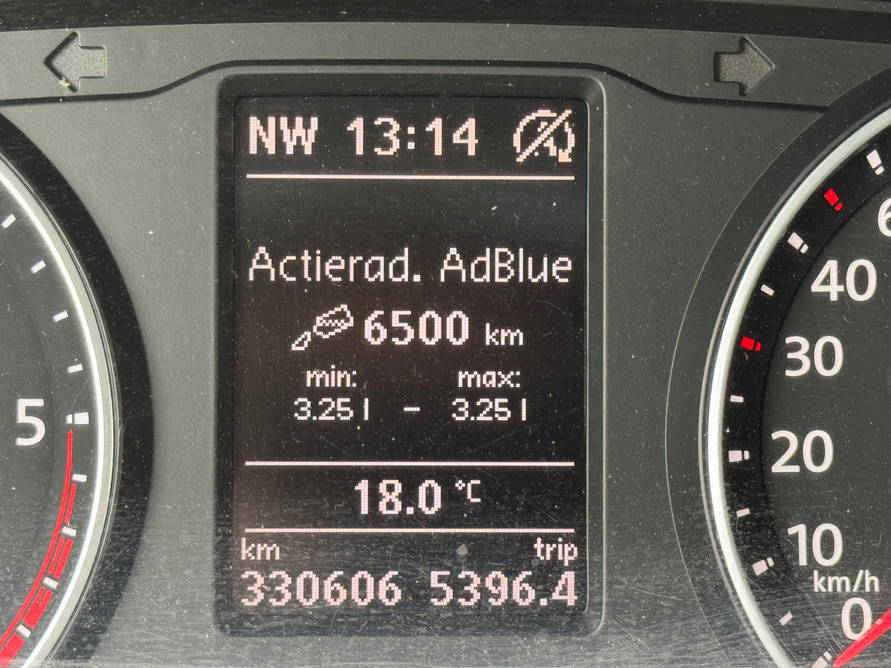 NW 13:14
Actierad. AdBlue
6500 km
min: max:
3.25 l - 3.25 l
18.0 °C
km trip
330606 5396.4
5
40
30
20
10
km/h
0